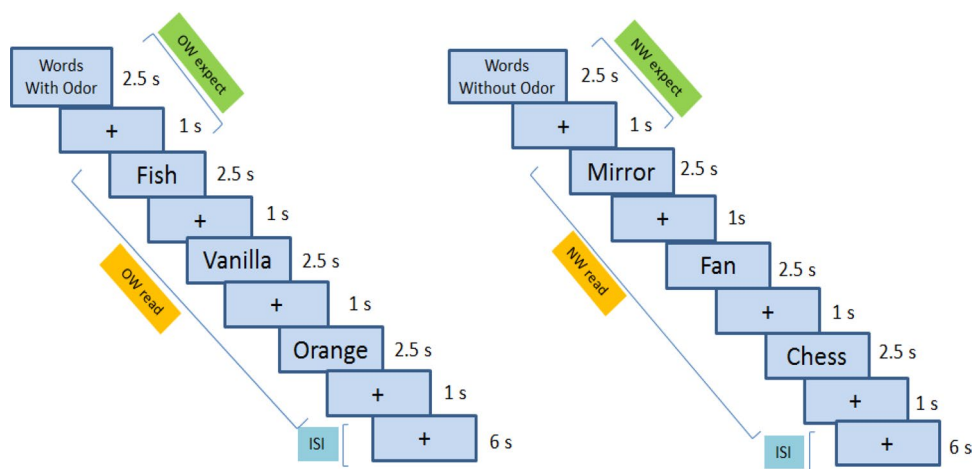 Words
With Odor
2.5 s
OW expect
+
1 s
Fish
2.5 s
+
1 s
Vanilla
2.5 s
OW read
+
1 s
Orange
2.5 s
+
1 s
ISI
+
6 s
Words
Without Odor
2.5 s
NW expect
+
1 s
Mirror
2.5 s
+
1s
Fan
2.5 s
NW read
+
1 s
Chess
2.5 s
+
1 s
ISI
+
6 s